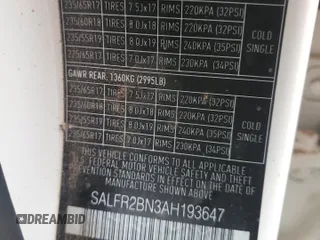 235/65R17 TIRES 7.5Jx17 RIMS 220KPA (32PSI)
235/60R18 TIRES 8.0Jx18 RIMS 220KPA (32PSI) COLD
235/55R19 TIRES 8.0Jx19 RIMS 240KPA (35PSI) SINGLE
225/65R17 TIRES 7.0Jx17 RIMS 230KPA (34PSI)
GAWR REAR, 1360KG (2995LB)
235/65R17 TIRES 7.5Jx17 RIMS 220KPA (32PSI)
235/60R18 TIRES 8.0Jx18 RIMS 220KPA (32PSI) COLD
235/55R19 TIRES 8.0Jx19 RIMS 240KPA (35PSI) SINGLE
225/65R17 TIRES 7.0Jx17 RIMS 230KPA (34PSI)
THIS VEHICLE CONFORMS TO ALL APPLICABLE
U.S. FEDERAL MOTOR VEHICLE SAFETY AND THEFT
PREVENTION STANDARDS IN EFFECT ON THE DATE
OF MANUFACTURE SHOWN ABOVE
SALFR2BN3AH193647
DREAMBID